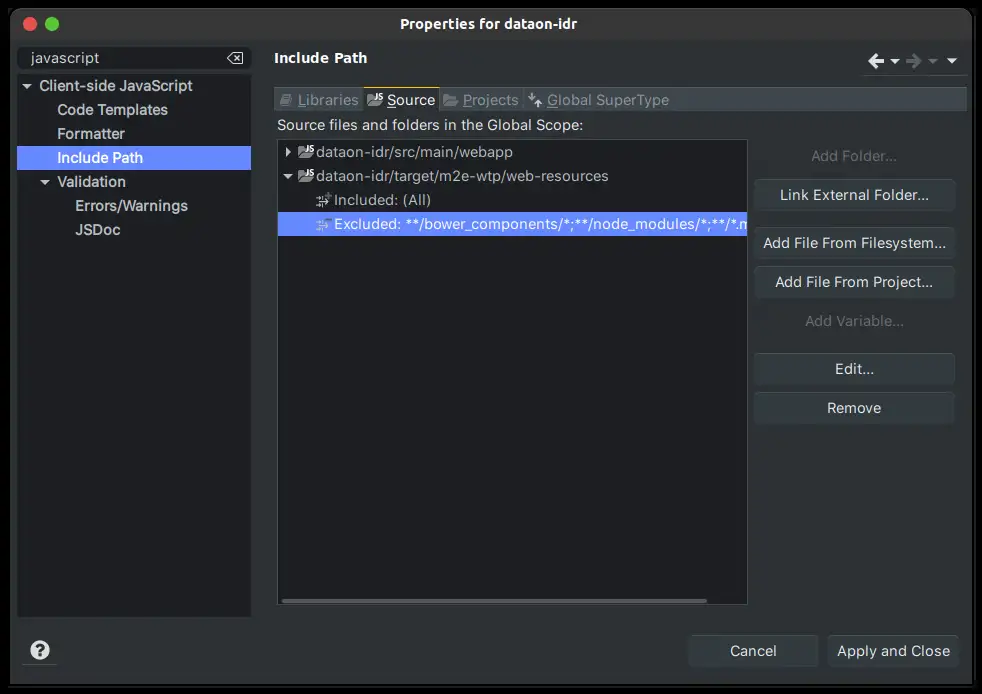 Properties for dataon-idr
javascript
Client-side JavaScript
Code Templates
Formatter
Include Path
Validation
Errors/Warnings
JSDoc
Include Path
Libraries Source Projects Global SuperType
Source files and folders in the Global Scope:
dataon-idr/src/main/webapp
dataon-idr/target/m2e-wtp/web-resources
Included: (All)
Excluded: **/bower_components/*;**/node_modules/*;**/*.m
Add Folder...
Link External Folder...
Add File From Filesystem...
Add File From Project...
Add Variable...
Edit...
Remove
?
Cancel Apply and Close